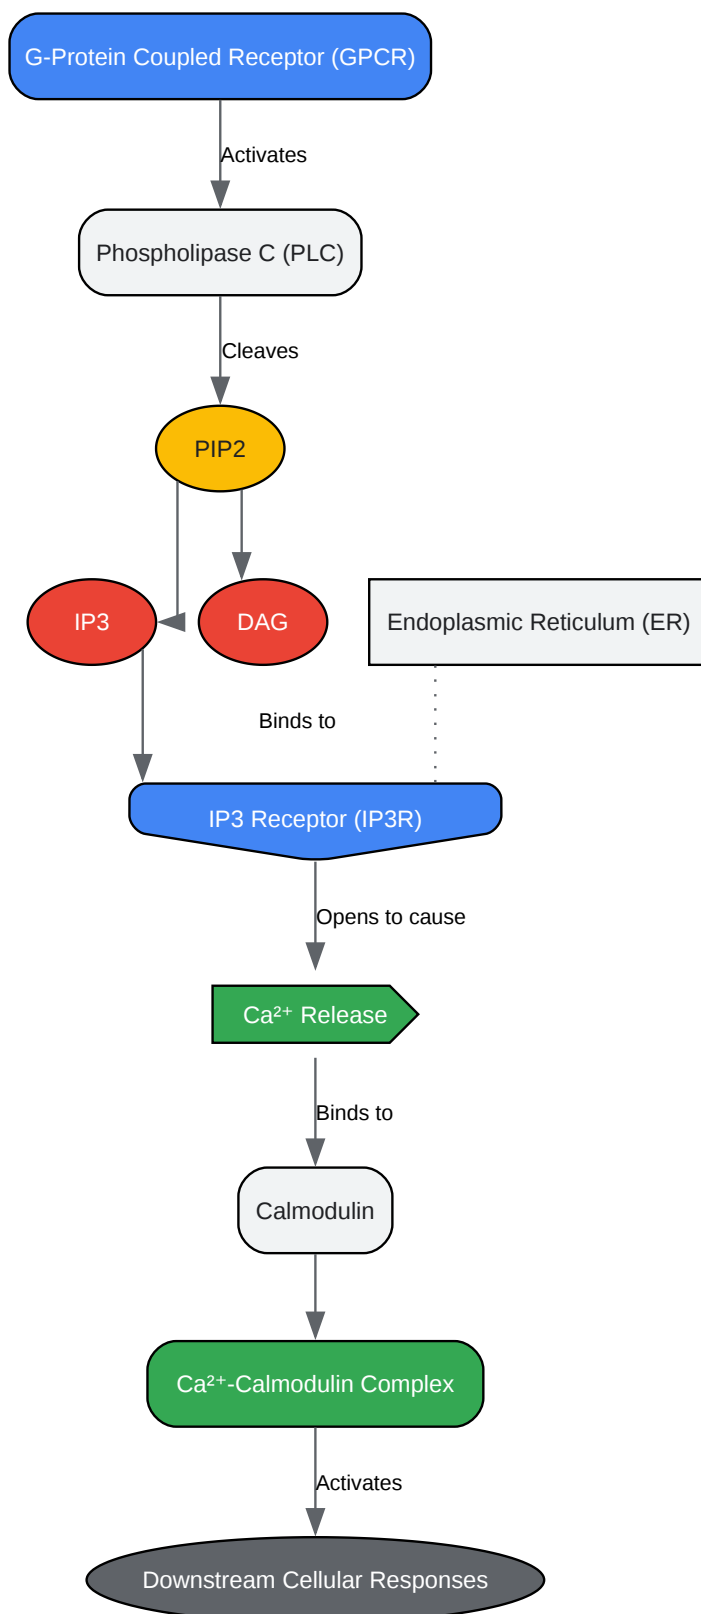 G-Protein Coupled Receptor (GPCR)
Activates
Phospholipase C (PLC)
Cleaves
PIP2
IP3
DAG
Endoplasmic Reticulum (ER)
Binds to
IP3 Receptor (IP3R)
Opens to cause
Ca²⁺ Release
Binds to
Calmodulin
Ca²⁺-Calmodulin Complex
Activates
Downstream Cellular Responses